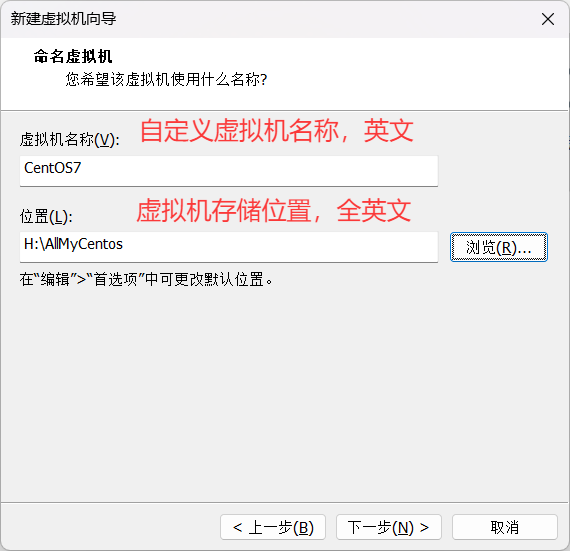 新建虚拟机向导
命名虚拟机
您希望该虚拟机使用什么名称?
虚拟机名称(V):
自定义虚拟机名称，英文
CentOS7
位置(L):
虚拟机存储位置，全英文
H:\AllMyCentos
浏览(R)...
在“编辑”>“首选项”中可更改默认位置。
< 上一步(B)
下一步(N) >
取消